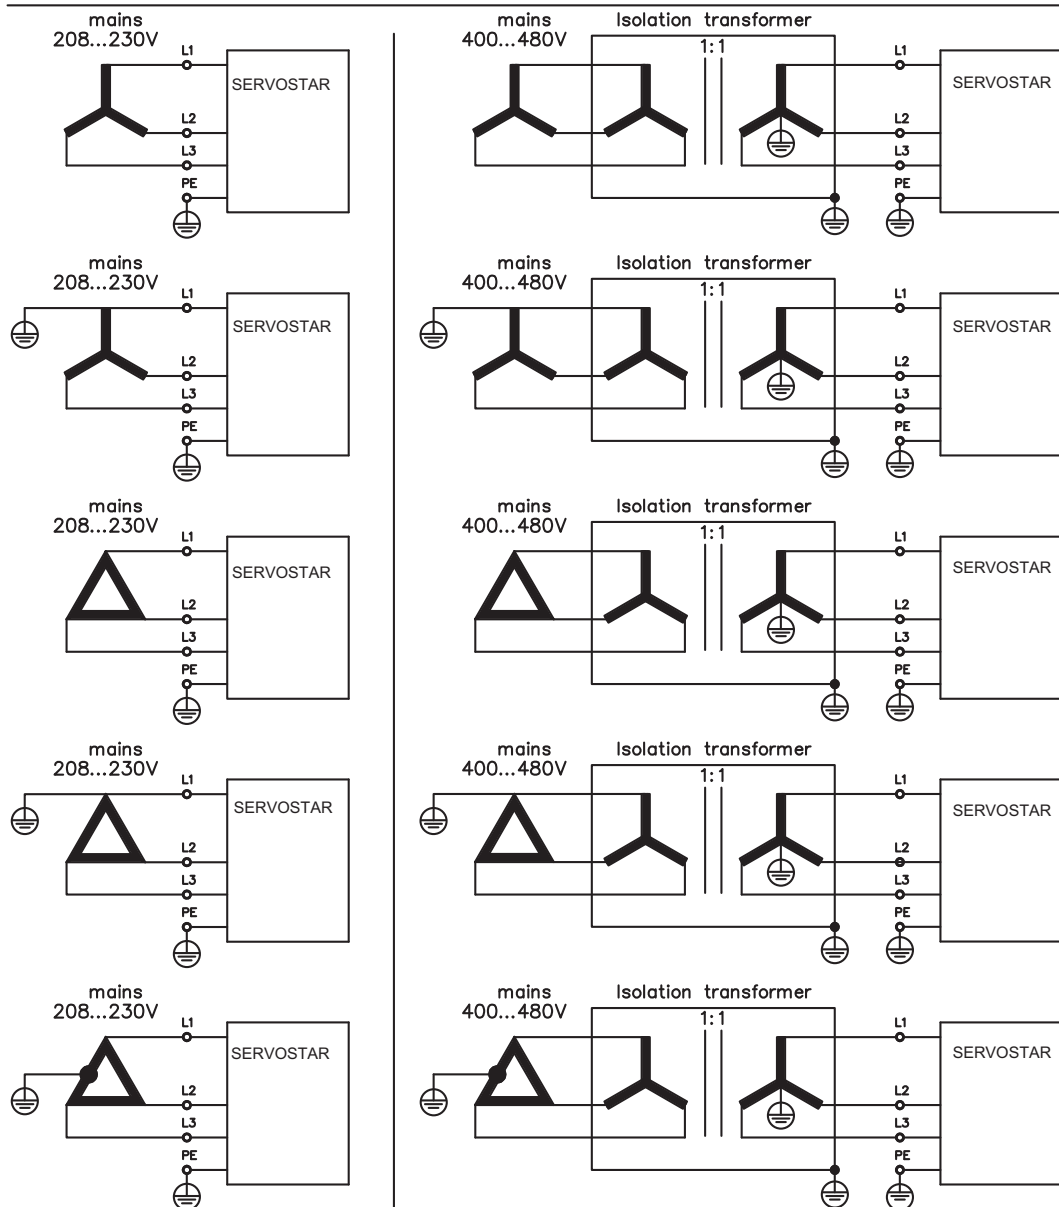 mains
208...230V
L1
SERVOSTAR
L2
L3
PE
mains
400...480V
Isolation transformer
1:1
L1
SERVOSTAR
L2
L3
PE
mains
208...230V
L1
SERVOSTAR
L2
L3
PE
mains
400...480V
Isolation transformer
1:1
L1
SERVOSTAR
L2
L3
PE
mains
208...230V
L1
SERVOSTAR
L2
L3
PE
mains
400...480V
Isolation transformer
1:1
L1
SERVOSTAR
L2
L3
PE
mains
208...230V
L1
SERVOSTAR
L2
L3
PE
mains
400...480V
Isolation transformer
1:1
L1
SERVOSTAR
L2
L3
PE
mains
208...230V
L1
SERVOSTAR
L2
L3
PE
mains
400...480V
Isolation transformer
1:1
L1
SERVOSTAR
L2
L3
PE